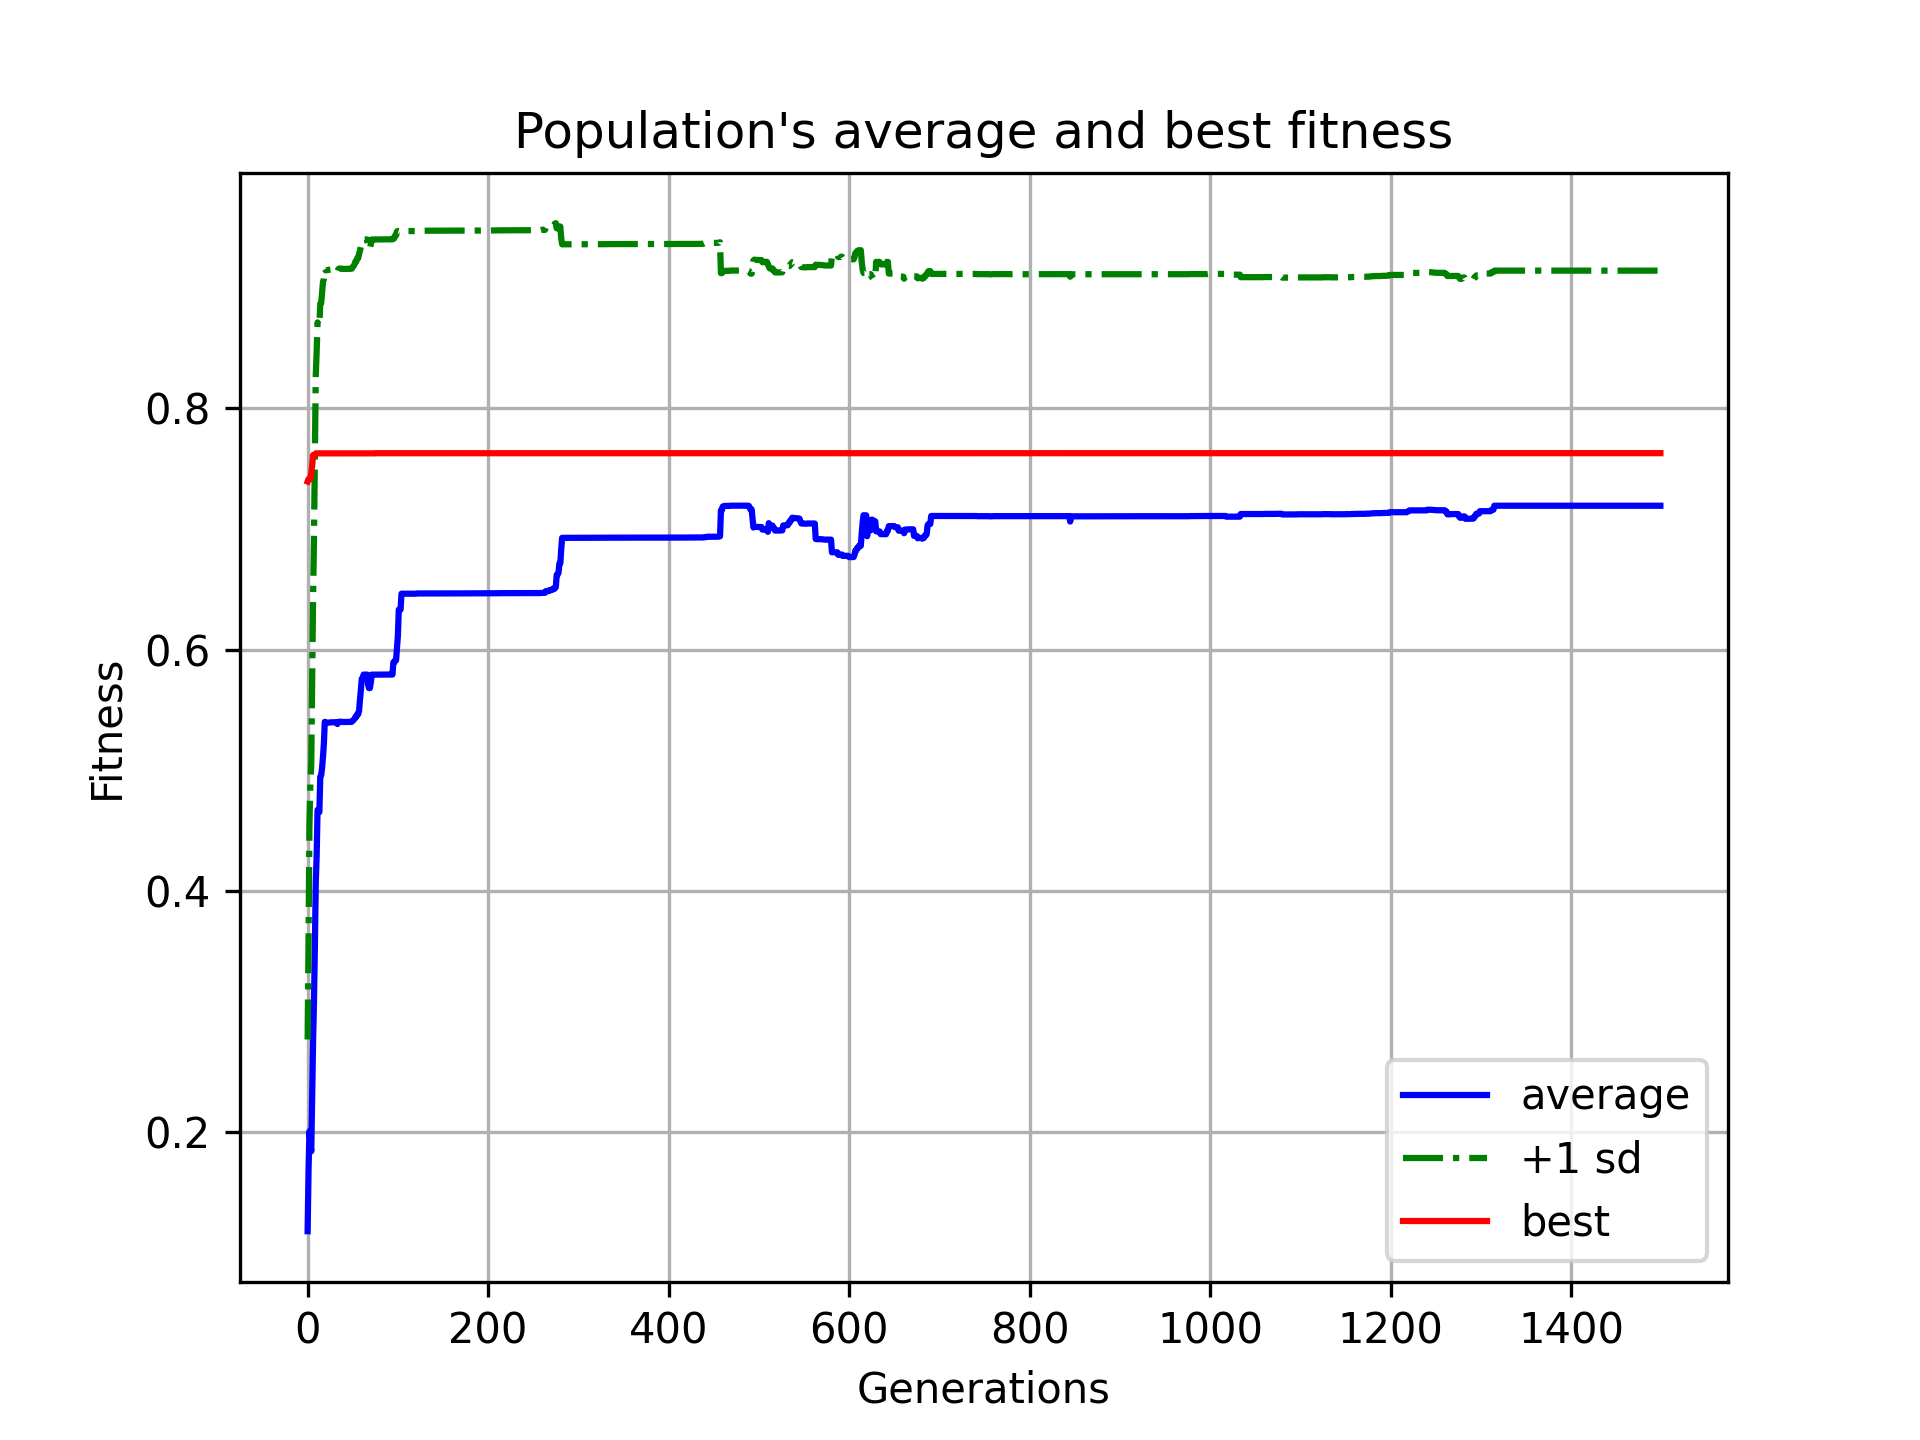 Population's average and best fitness
Fitness
0.8
0.6
0.4
0.2
0 200 400 600 800 1000 1200 1400
Generations
average
+1 sd
best